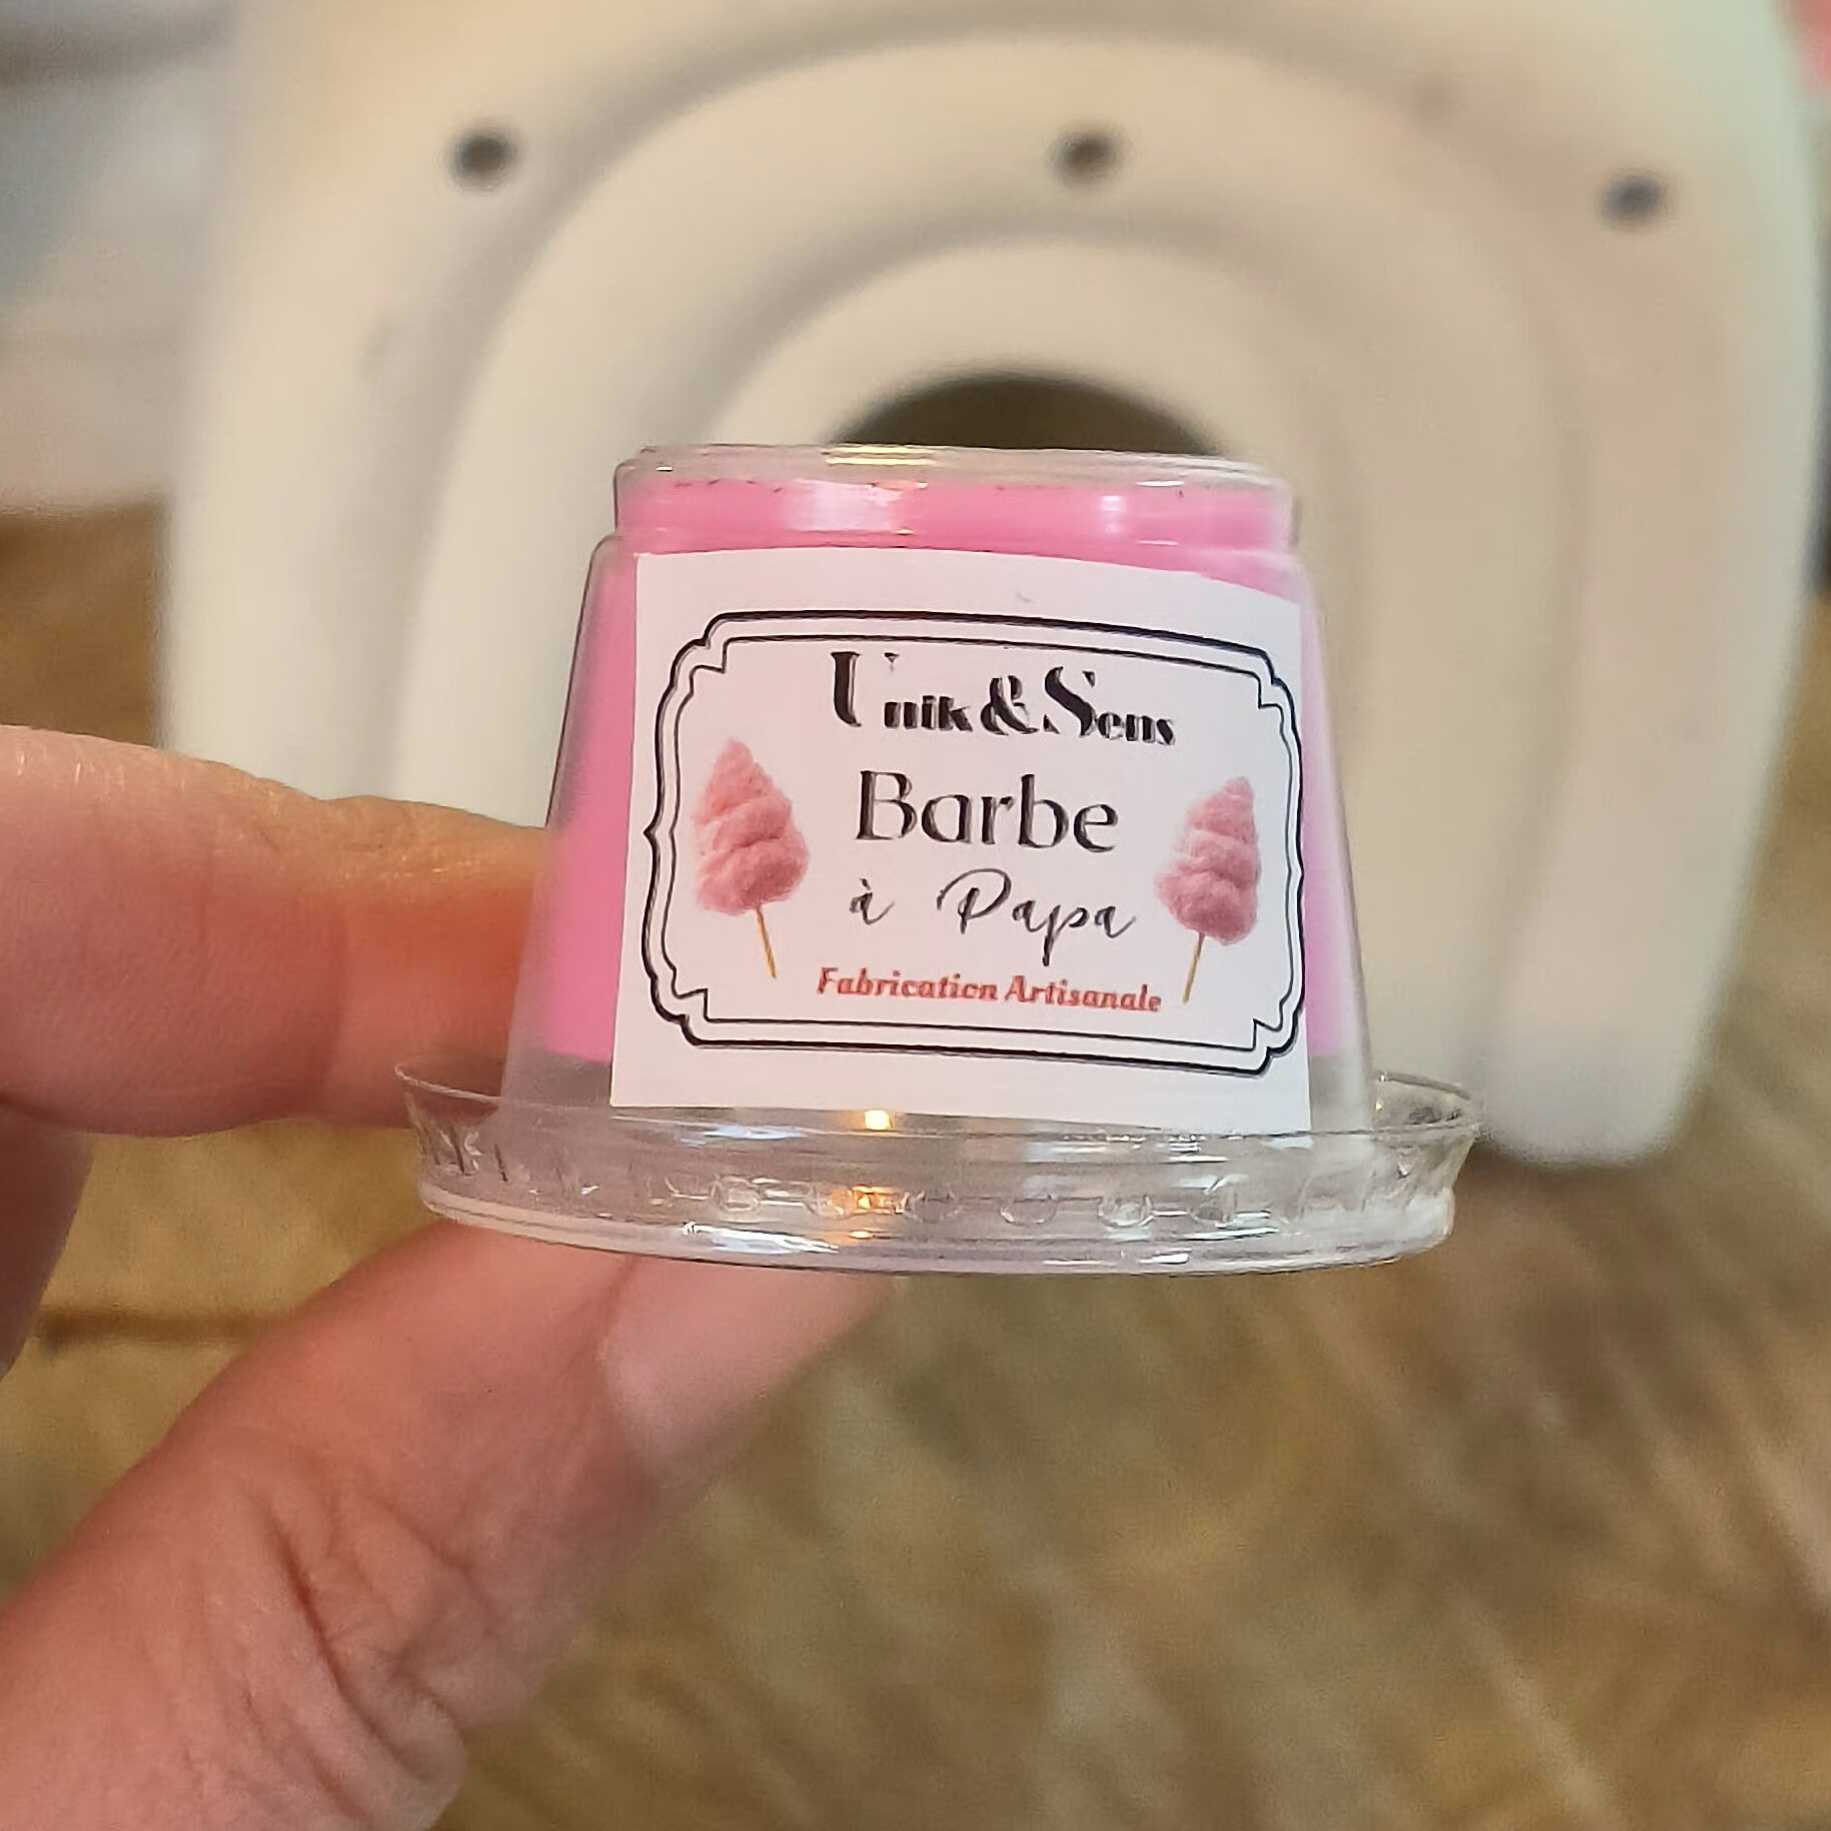 Unik&Sens
Barbe
à Papa
Fabrication Artisanale